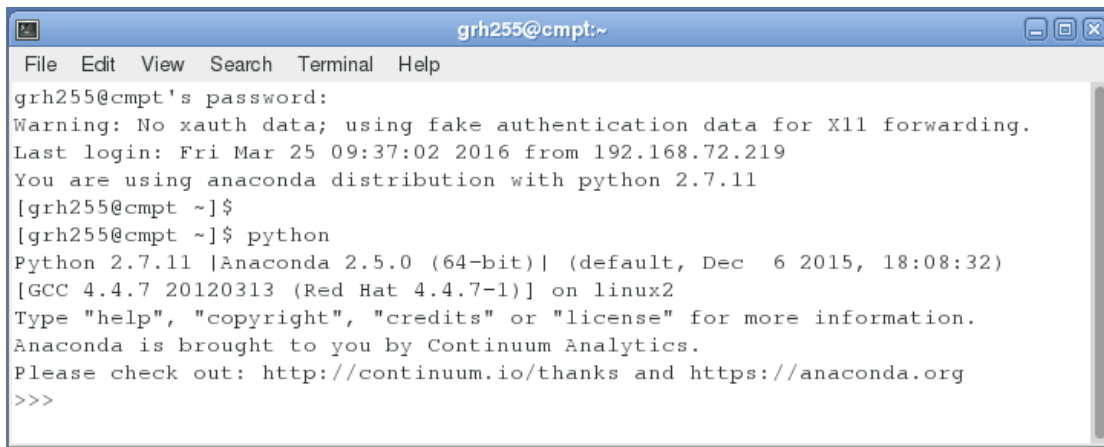 grh255@cmpt:~
File Edit View Search Terminal Help
grh255@cmpt's password:
Warning: No xauth data; using fake authentication data for X11 forwarding.
Last login: Fri Mar 25 09:37:02 2016 from 192.168.72.219
You are using anaconda distribution with python 2.7.11
[grh255@cmpt ~]$
[grh255@cmpt ~]$ python
Python 2.7.11 |Anaconda 2.5.0 (64-bit)| (default, Dec  6 2015, 18:08:32)
[GCC 4.4.7 20120313 (Red Hat 4.4.7-1)] on linux2
Type "help", "copyright", "credits" or "license" for more information.
Anaconda is brought to you by Continuum Analytics.
Please check out: http://continuum.io/thanks and https://anaconda.org
>>>